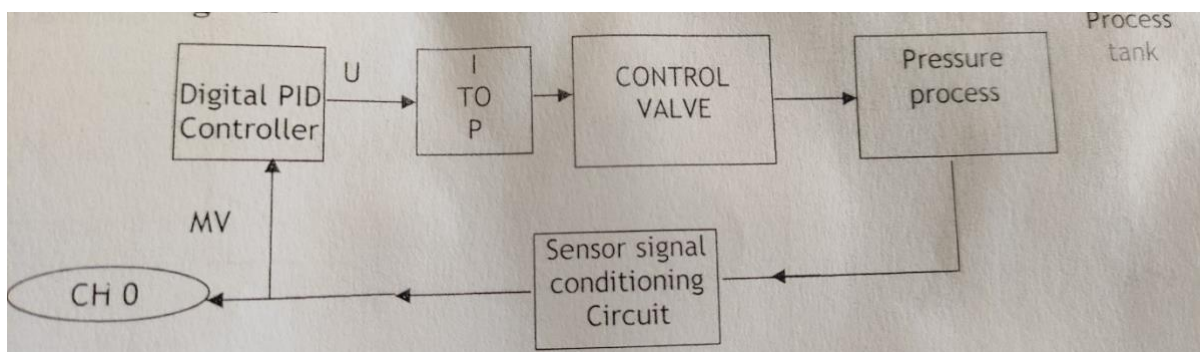 Process
tank
Digital PID
Controller
U
I
TO
P
CONTROL
VALVE
Pressure
process
MV
CH 0
Sensor signal
conditioning
Circuit